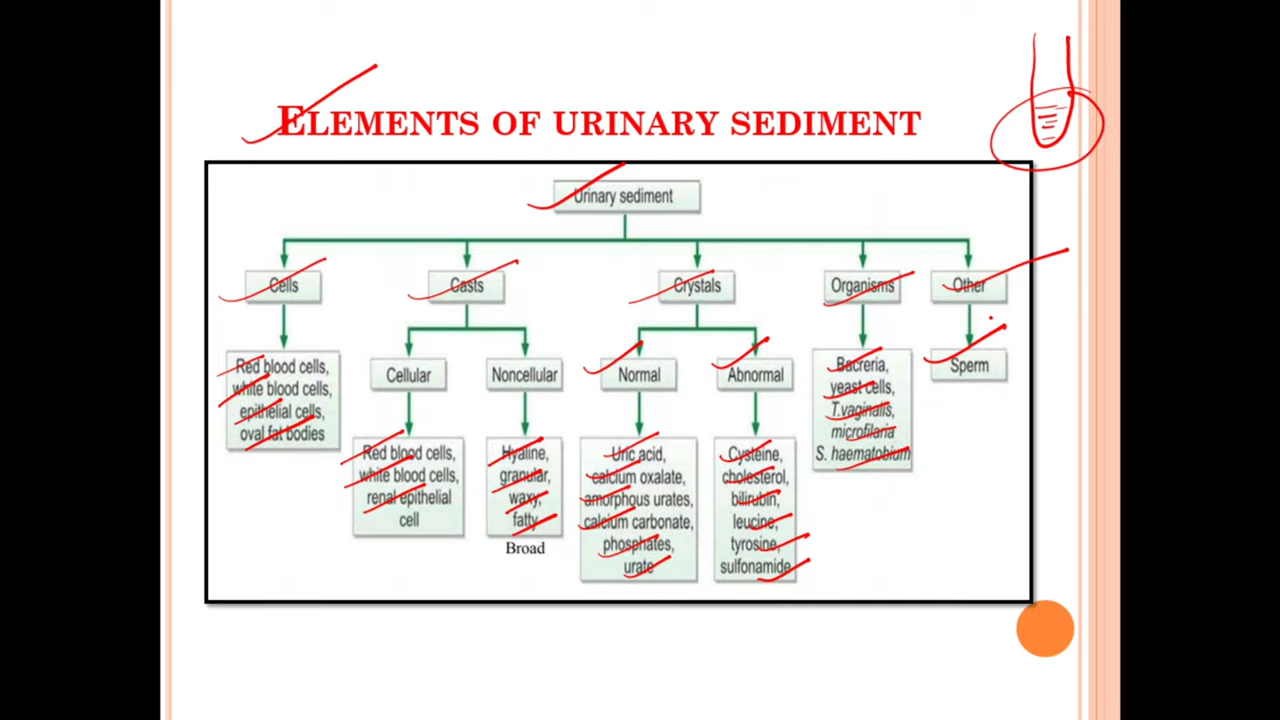 ELEMENTS OF URINARY SEDIMENT
Urinary sediment
Cells
Casts
Crystals
Organisms
Other
Red blood cells,
white blood cells,
epithelial cells,
oval fat bodies
Cellular
Noncellular
Normal
Abnormal
Bacreria,
yeast cells,
T.vaginalis,
microfilaria
S. haematobium
Sperm
Red blood cells,
white blood cells,
renal epithelial
cell
Hyaline,
granular,
waxy,
fatty
Broad
Uric acid,
calcium oxalate,
amorphous urates,
calcium carbonate,
phosphates,
urate
Cysteine,
cholesterol,
bilirubin,
leucine,
tyrosine,
sulfonamide